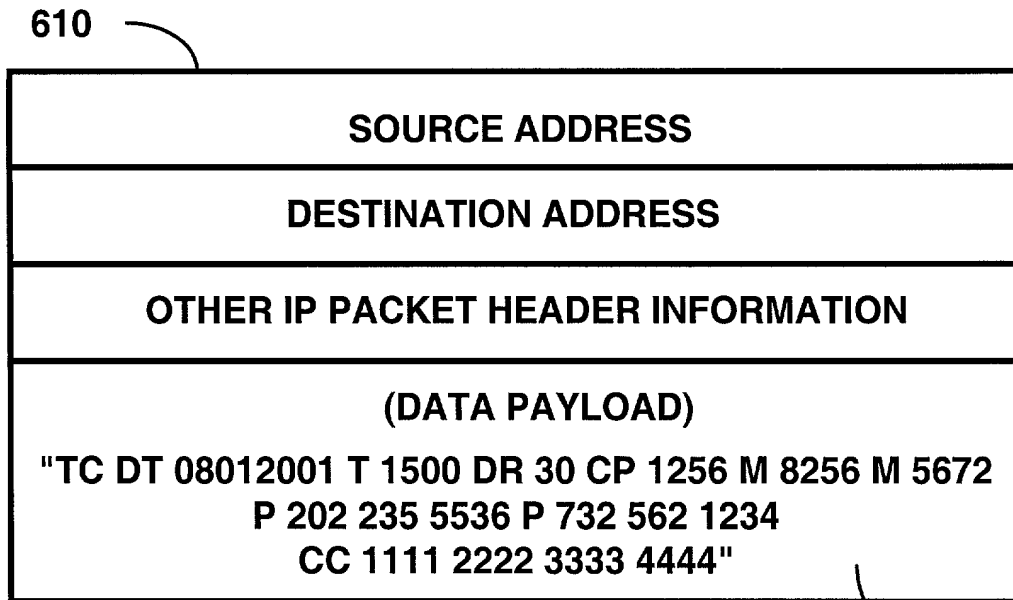 610
SOURCE ADDRESS
DESTINATION ADDRESS
OTHER IP PACKET HEADER INFORMATION
(DATA PAYLOAD)
"TC DT 08012001 T 1500 DR 30 CP 1256 M 8256 M 5672
P 202 235 5536 P 732 562 1234
CC 1111 2222 3333 4444"